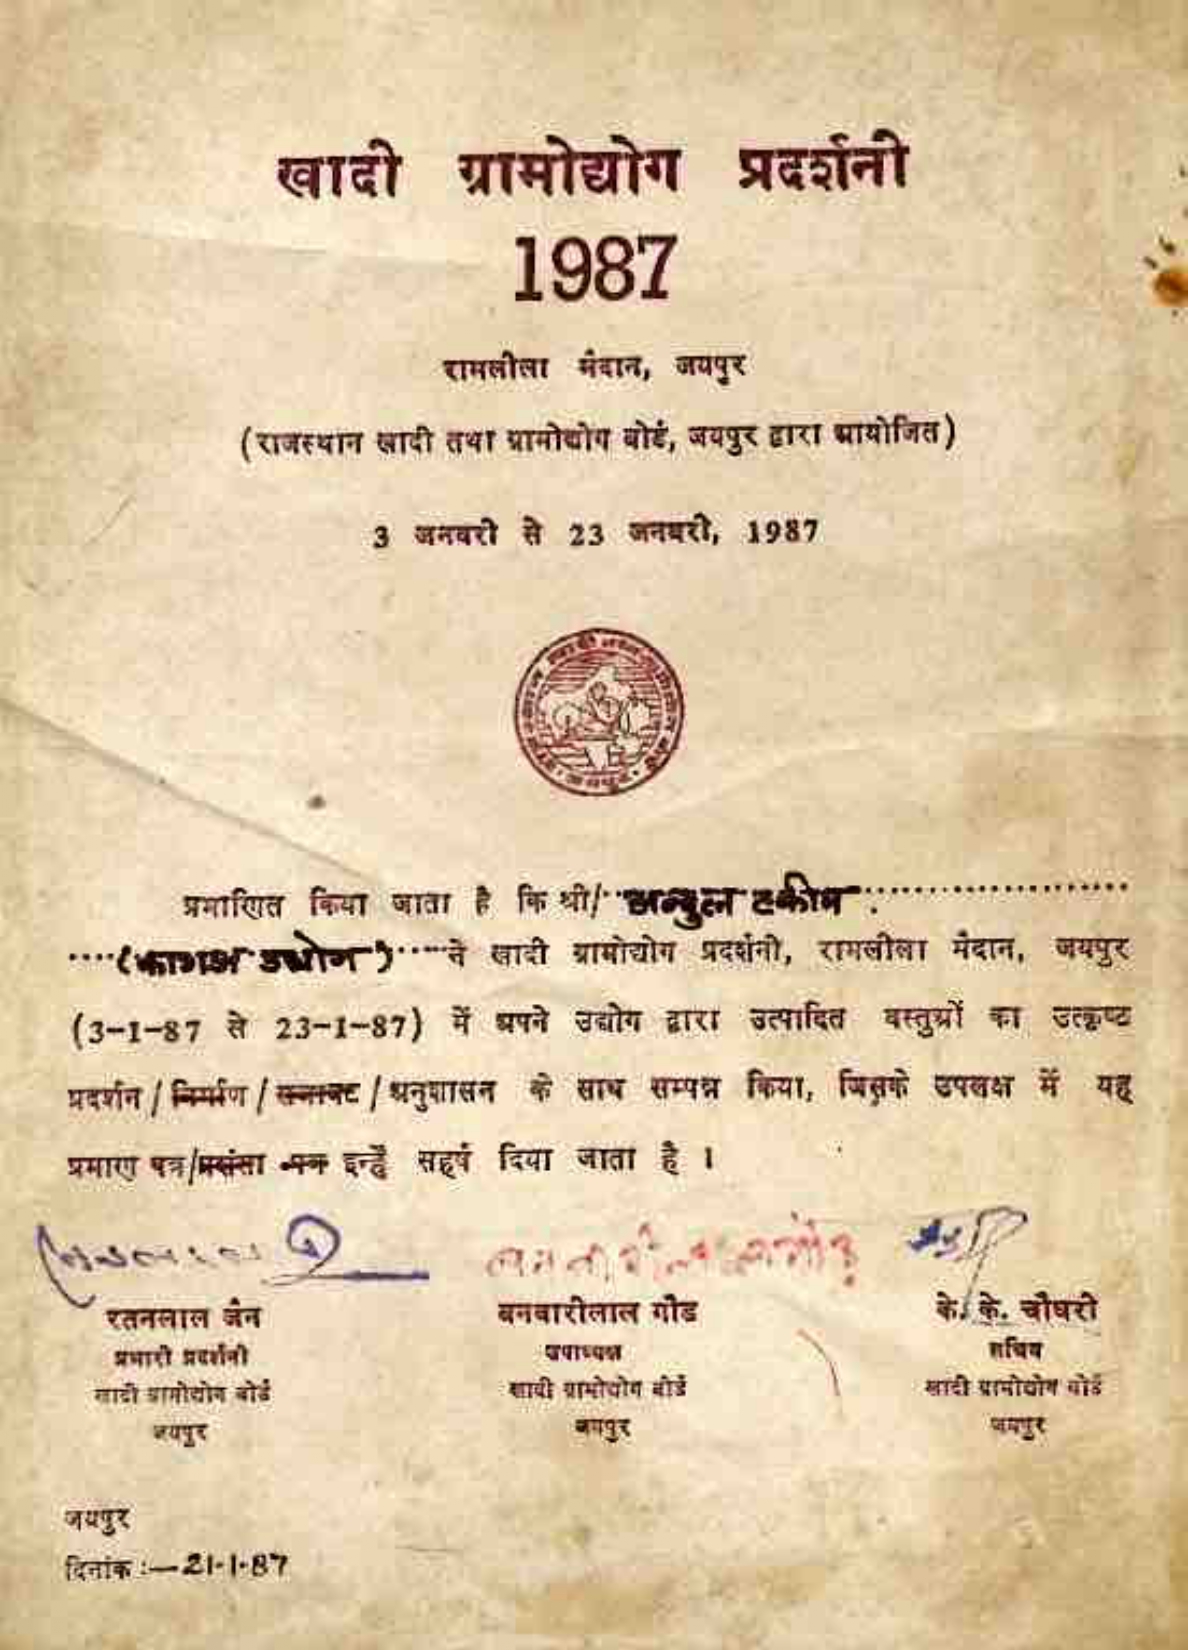 खादी ग्रामोद्योग प्रदर्शनी
1987
रामलीला मैदान, जयपुर
(राजस्थान खादी तथा ग्रामोद्योग बोर्ड, जयपुर द्वारा आयोजित)
3 जनवरी से 23 जनवरी, 1987
प्रमाणित किया जाता है कि श्री/ अब्दुल हकीम
(कागज उद्योग) ने खादी ग्रामोद्योग प्रदर्शनी, रामलीला मैदान, जयपुर
(3-1-87 से 23-1-87) में अपने उद्योग द्वारा उत्पादित वस्तुओं का उत्कृष्ट
प्रदर्शन / निर्माण / सजावट / अनुशासन के साथ सम्पन्न किया, जिसके उपलक्ष में यह
प्रमाण पत्र/प्रसंसा पत्र इन्हें सहर्ष दिया जाता है ।
रतनलाल जैन बनवारीलाल गौड के. के. चौधरी
प्रभारी प्रदर्शनी उपाध्यक्ष सचिव
खादी ग्रामोद्योग बोर्ड खादी ग्रामोद्योग बोर्ड खादी ग्रामोद्योग बोर्ड
जयपुर जयपुर जयपुर
जयपुर
दिनांक :—21-1-87